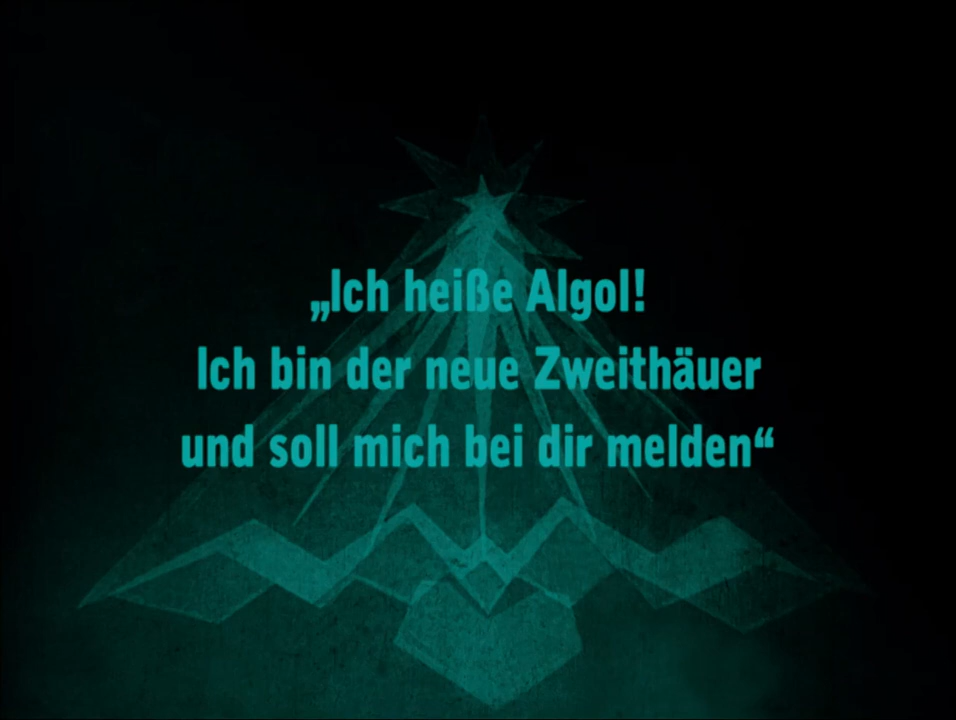 „Ich heiße Algol!
Ich bin der neue Zweithäuer
und soll mich bei dir melden“